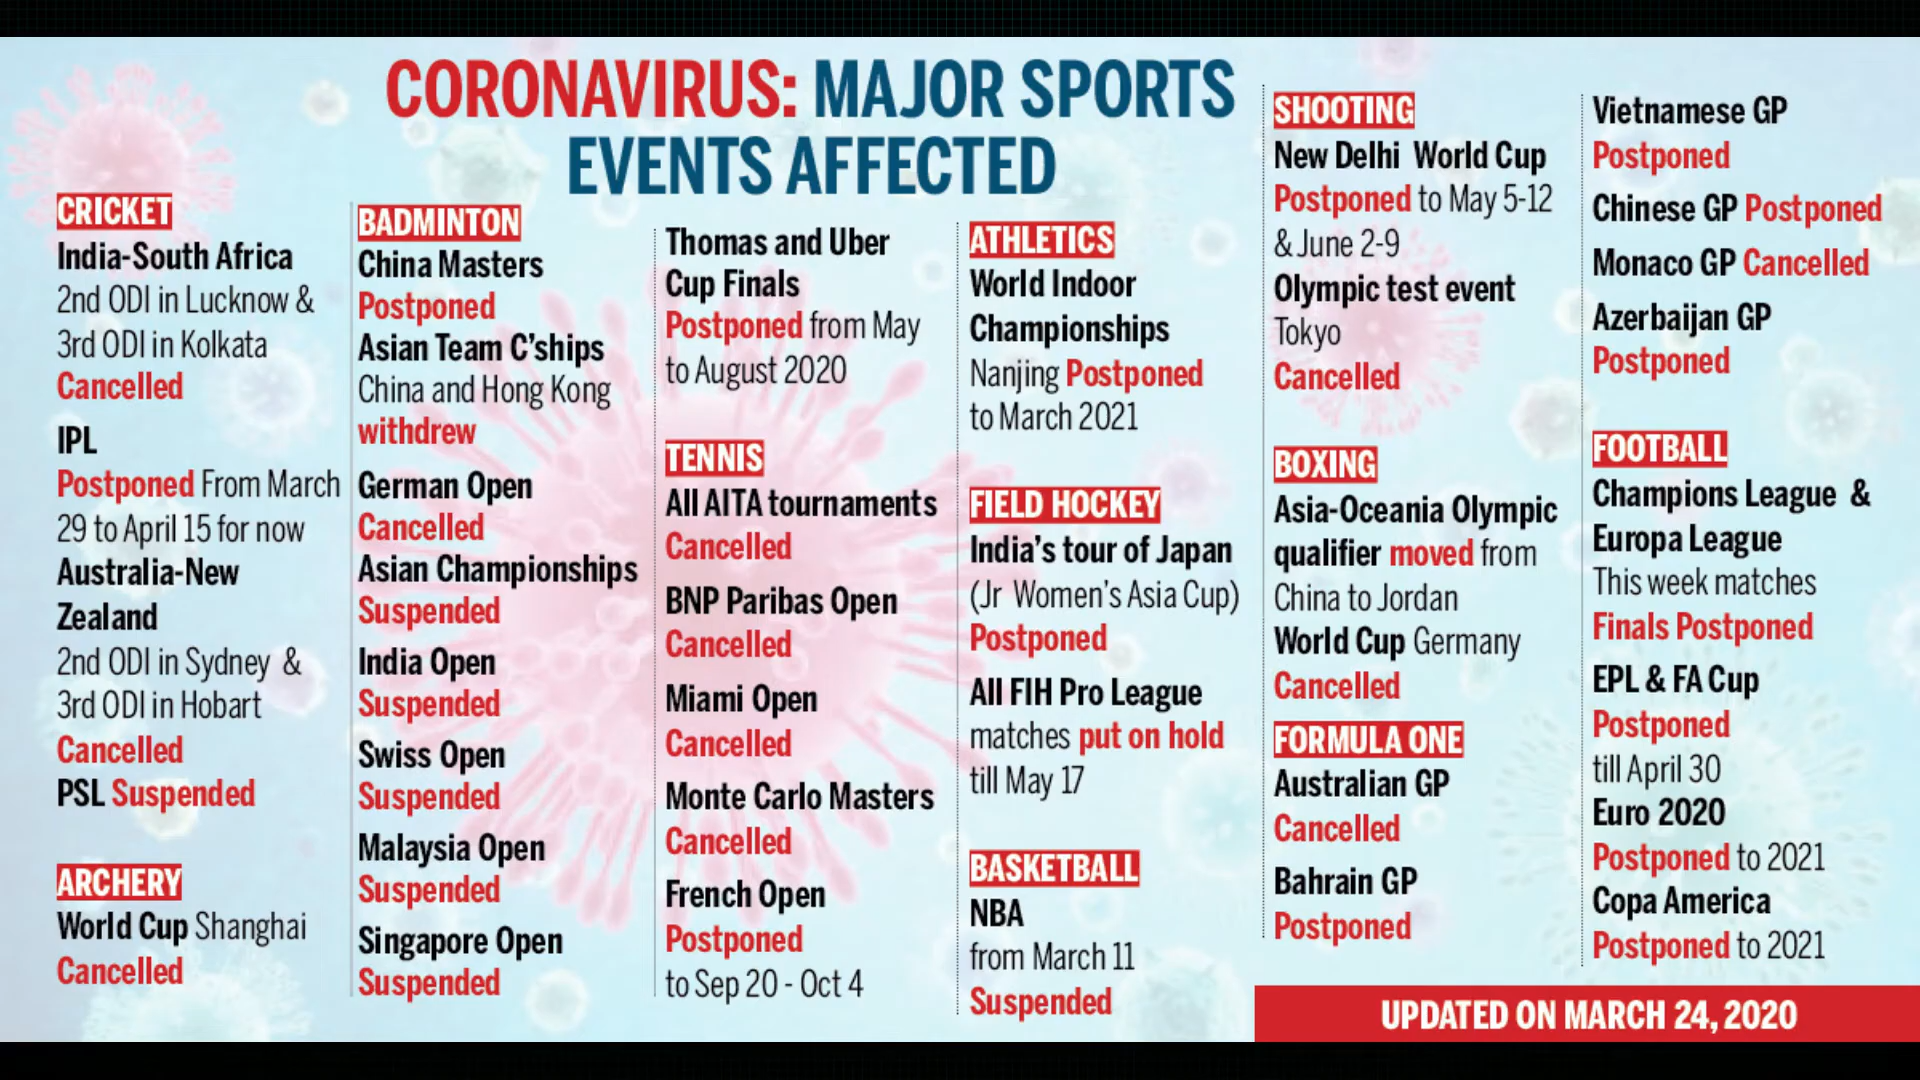 CORONAVIRUS: MAJOR SPORTS
EVENTS AFFECTED
CRICKET
India-South Africa
2nd ODI in Lucknow &
3rd ODI in Kolkata
Cancelled
IPL
Postponed From March
29 to April 15 for now
Australia-New
Zealand
2nd ODI in Sydney &
3rd ODI in Hobart
Cancelled
PSL Suspended
ARCHERY
World Cup Shanghai
Cancelled
BADMINTON
China Masters
Postponed
Asian Team C'ships
China and Hong Kong
withdrew
German Open
Cancelled
Asian Championships
Suspended
India Open
Suspended
Swiss Open
Suspended
Malaysia Open
Suspended
Singapore Open
Suspended
Thomas and Uber
Cup Finals
Postponed from May
to August 2020
TENNIS
All AITA tournaments
Cancelled
BNP Paribas Open
Cancelled
Miami Open
Cancelled
Monte Carlo Masters
Cancelled
French Open
Postponed
to Sep 20 - Oct 4
ATHLETICS
World Indoor
Championships
Nanjing Postponed
to March 2021
FIELD HOCKEY
India's tour of Japan
(Jr Women's Asia Cup)
Postponed
All FIH Pro League
matches put on hold
till May 17
BASKETBALL
NBA
from March 11
Suspended
SHOOTING
New Delhi World Cup
Postponed to May 5-12
& June 2-9
Olympic test event
Tokyo
Cancelled
BOXING
Asia-Oceania Olympic
qualifier moved from
China to Jordan
World Cup Germany
Cancelled
FORMULA ONE
Australian GP
Cancelled
Bahrain GP
Postponed
Vietnamese GP
Postponed
Chinese GP Postponed
Monaco GP Cancelled
Azerbaijan GP
Postponed
FOOTBALL
Champions League &
Europa League
This week matches
Finals Postponed
EPL & FA Cup
Postponed
till April 30
Euro 2020
Postponed to 2021
Copa America
Postponed to 2021
UPDATED ON MARCH 24, 2020